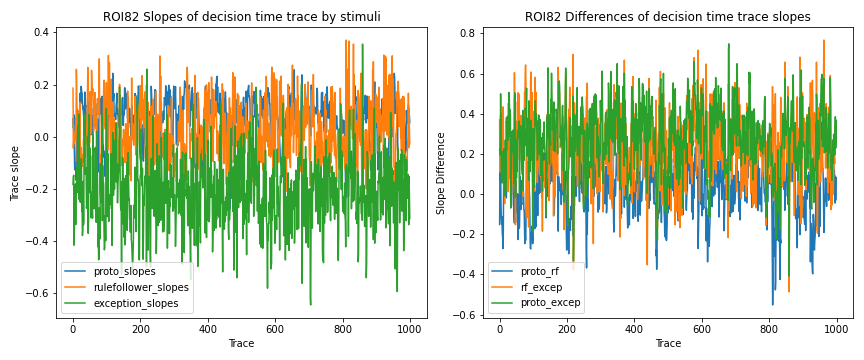 ROI82 Slopes of decision time trace by stimuli
0.4
0.2
0.0
−0.2
−0.4
−0.6
Trace slope
proto_slopes
rulefollower_slopes
exception_slopes
0
200
400
600
800
1000
Trace
ROI82 Differences of decision time trace slopes
0.8
0.6
0.4
0.2
0.0
−0.2
−0.4
−0.6
Slope Difference
proto_rf
rf_excep
proto_excep
0
200
400
600
800
1000
Trace